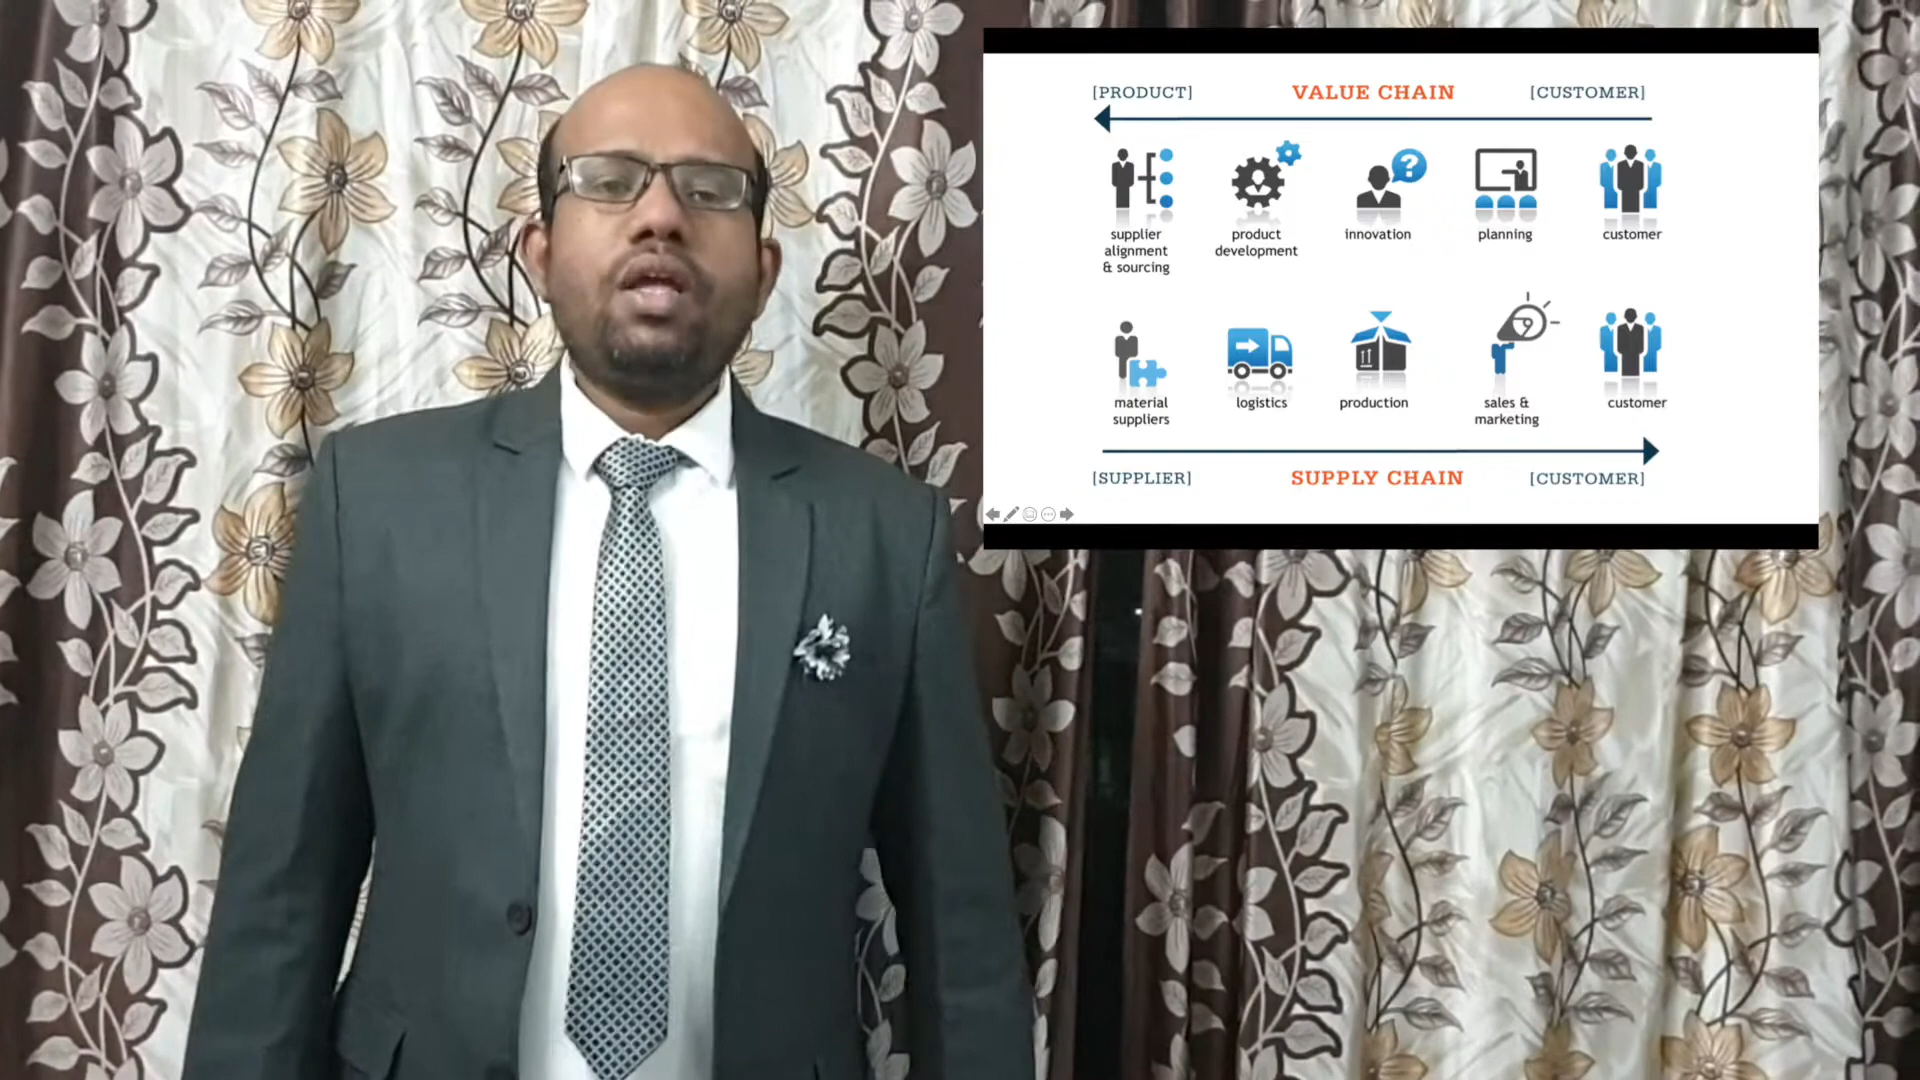 [PRODUCT] VALUE CHAIN [CUSTOMER]
?
supplier alignment & sourcing
product development
innovation
planning
customer
material suppliers
logistics
production
sales & marketing
customer
[SUPPLIER] SUPPLY CHAIN [CUSTOMER]